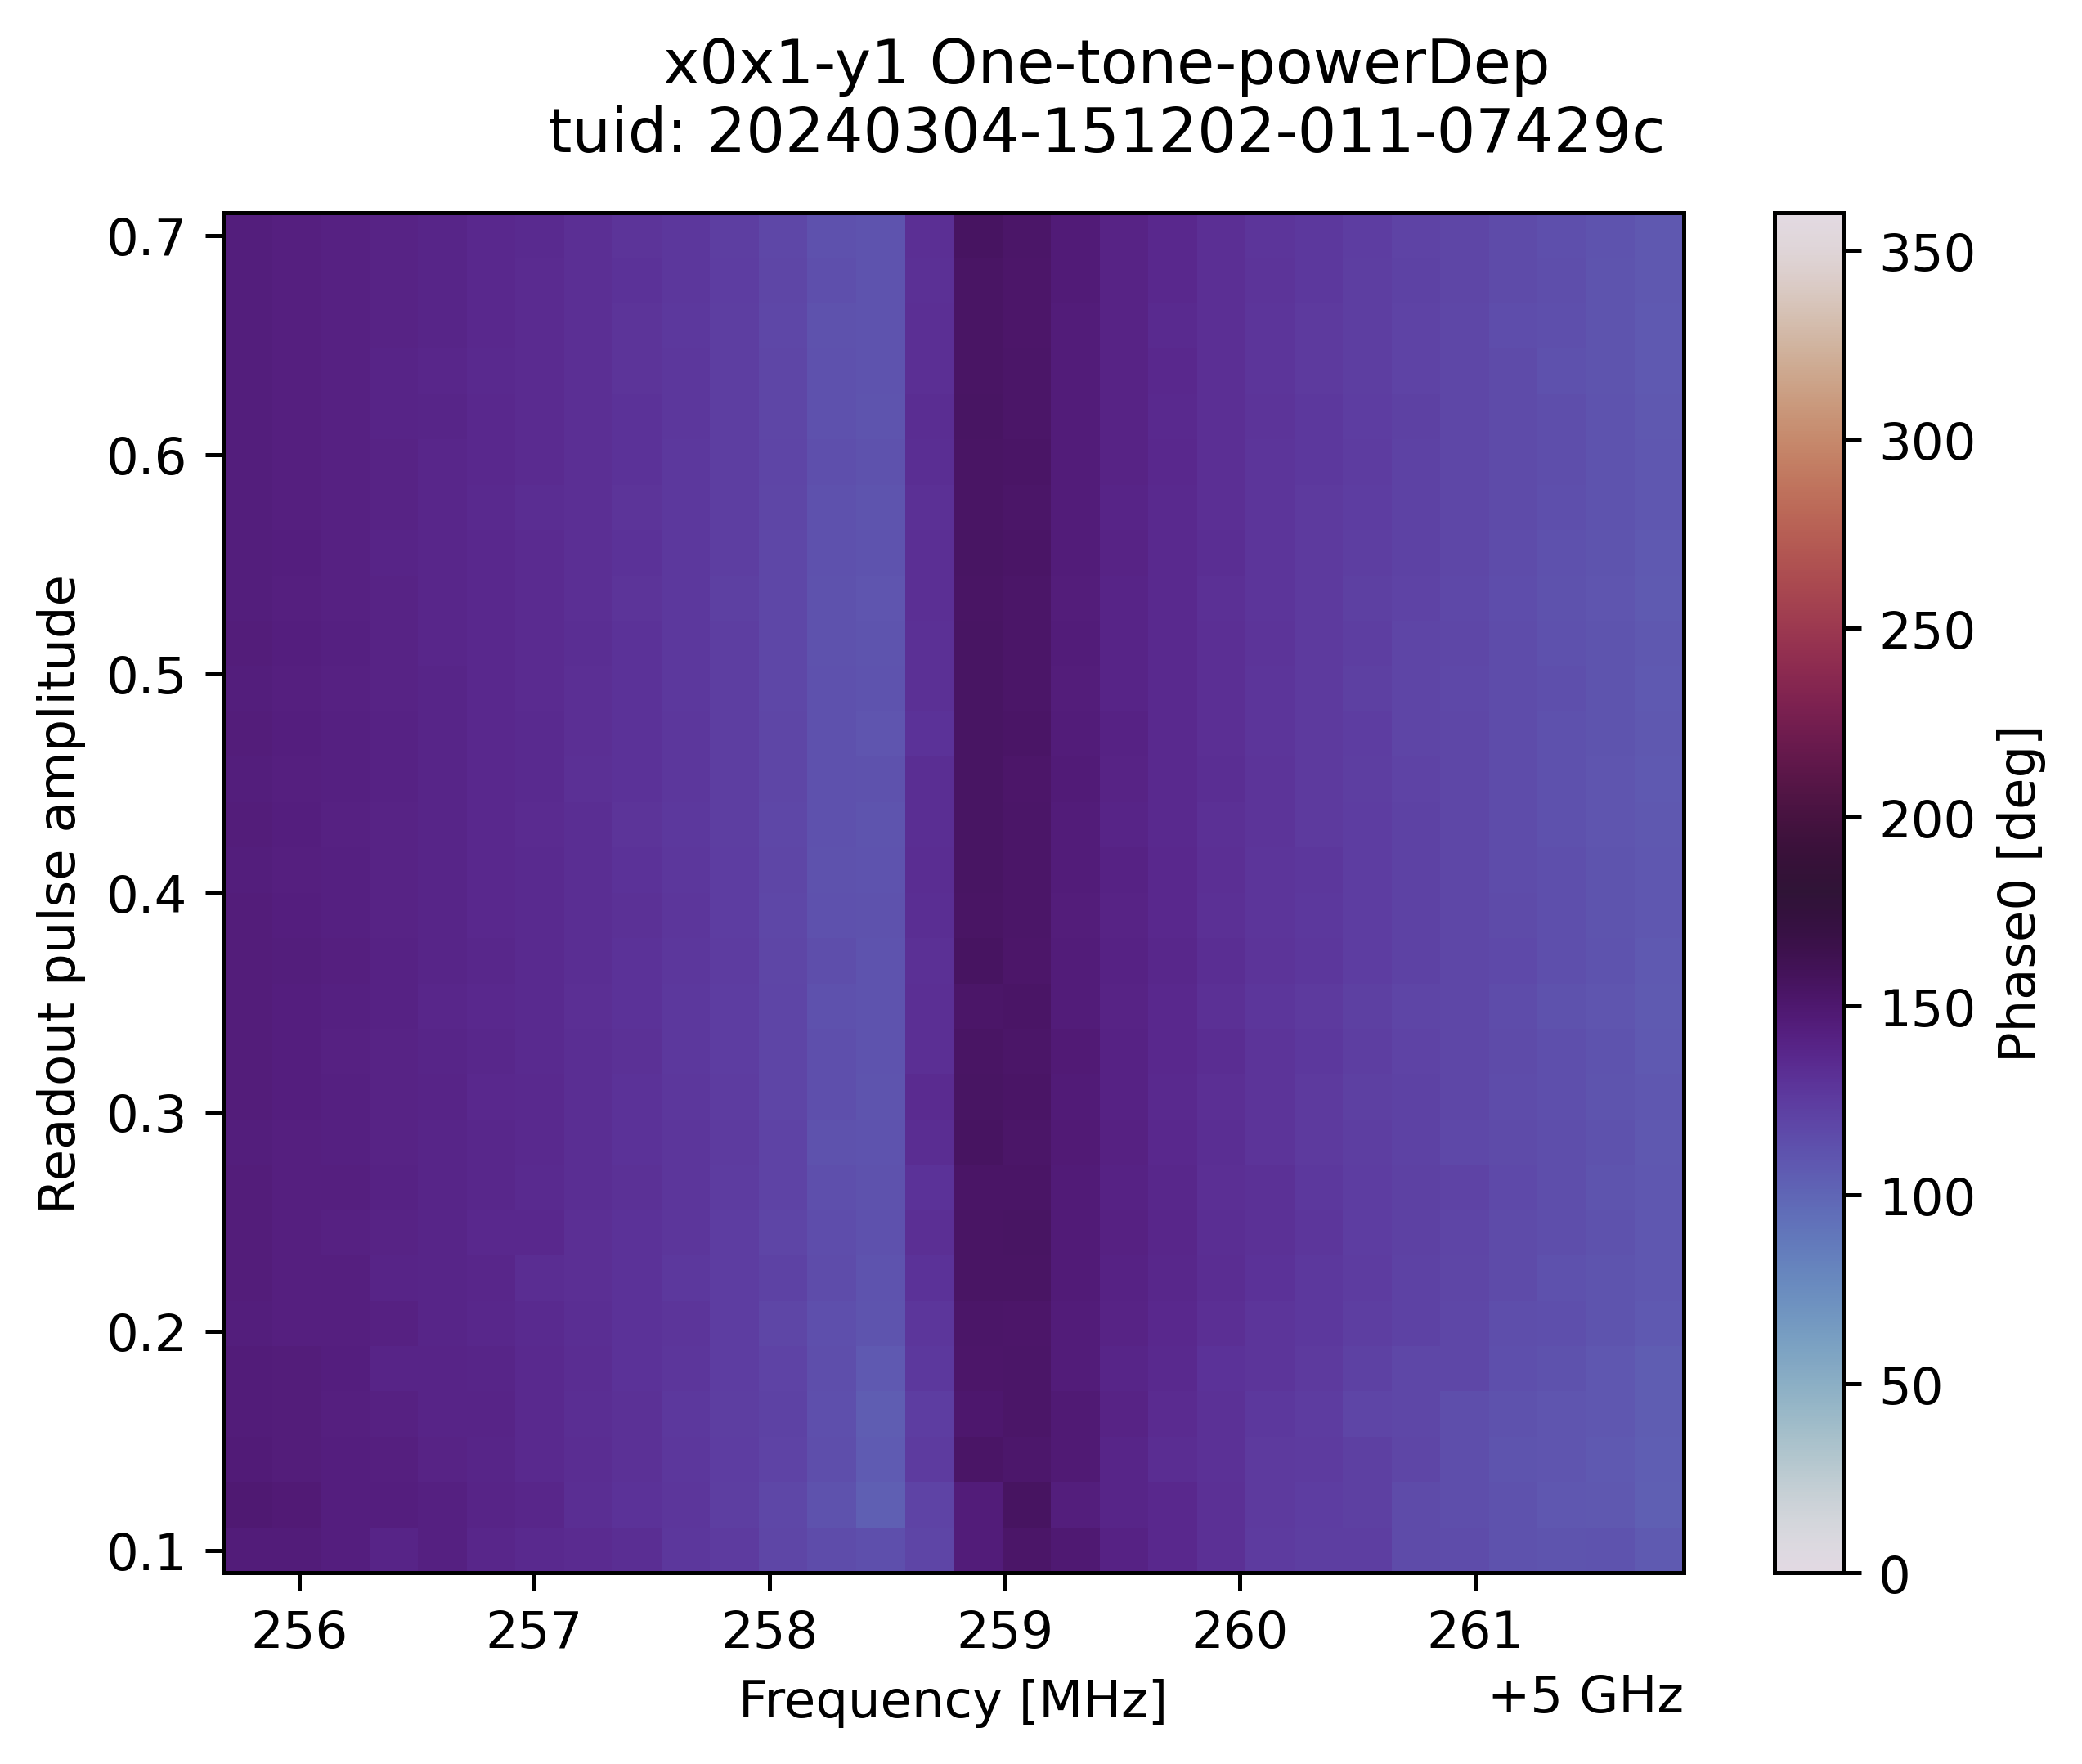 x0x1-y1 One-tone-powerDep
tuid: 20240304-151202-011-07429c
Readout pulse amplitude
0.7
0.6
0.5
0.4
0.3
0.2
0.1
256 257 258 259 260 261
Frequency [MHz]
+5 GHz
350
300
250
200
150
100
50
0
Phase0 [deg]